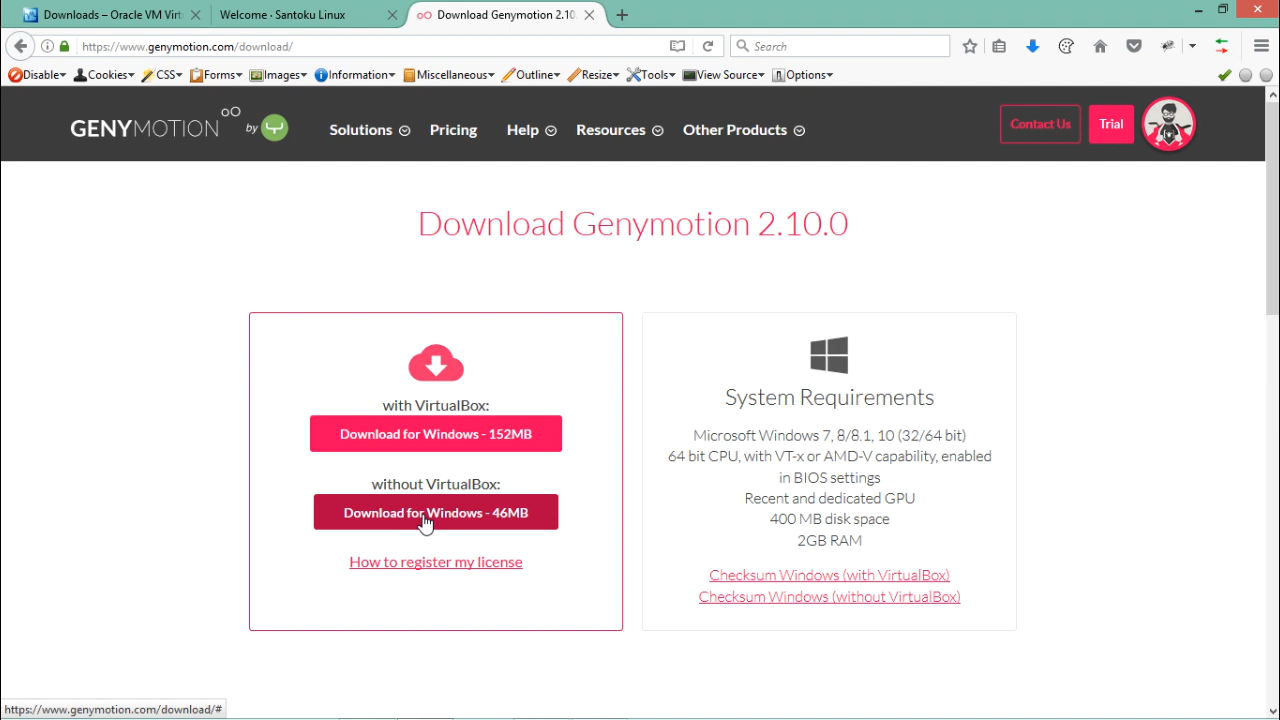 Downloads – Oracle VM Virt
Welcome · Santoku Linux
Download Genymotion 2.10.
https://www.genymotion.com/download/
Search
Disable
Cookies
CSS
Forms
Images
Information
Miscellaneous
Outline
Resize
Tools
View Source
Options
GENYMOTION
by
Solutions
Pricing
Help
Resources
Other Products
Contact Us
Trial
Download Genymotion 2.10.0
with VirtualBox:
Download for Windows - 152MB
without VirtualBox:
Download for Windows - 46MB
How to register my license
System Requirements
Microsoft Windows 7, 8/8.1, 10 (32/64 bit)
64 bit CPU, with VT-x or AMD-V capability, enabled
in BIOS settings
Recent and dedicated GPU
400 MB disk space
2GB RAM
Checksum Windows (with VirtualBox)
Checksum Windows (without VirtualBox)
https://www.genymotion.com/download/#